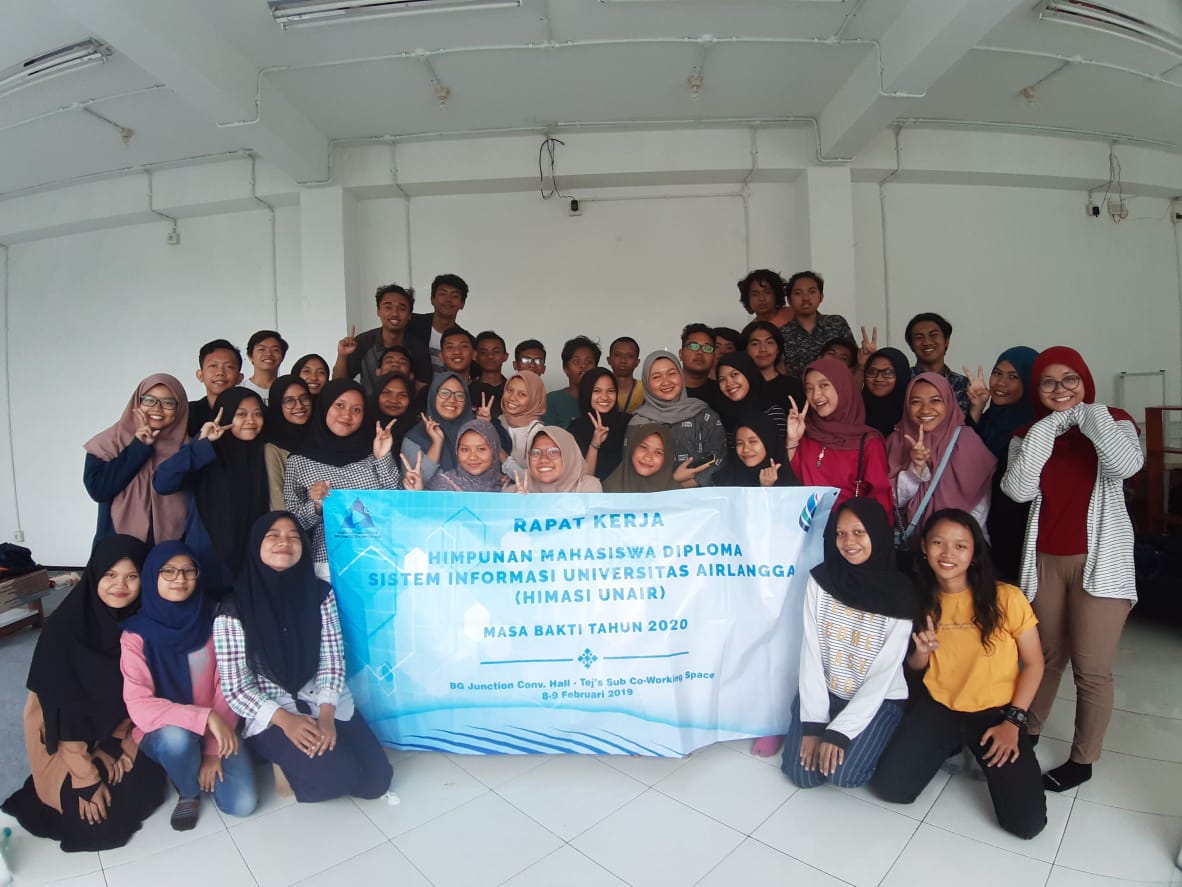 RAPAT KERJA
HIMPUNAN MAHASISWA DIPLOMA
SISTEM INFORMASI UNIVERSITAS AIRLANGGA
(HIMASI UNAIR)
MASA BAKTI TAHUN 2020
BG Junction Conv. Hall - Tej's Sub Co-Working Space
8-9 Februari 2019